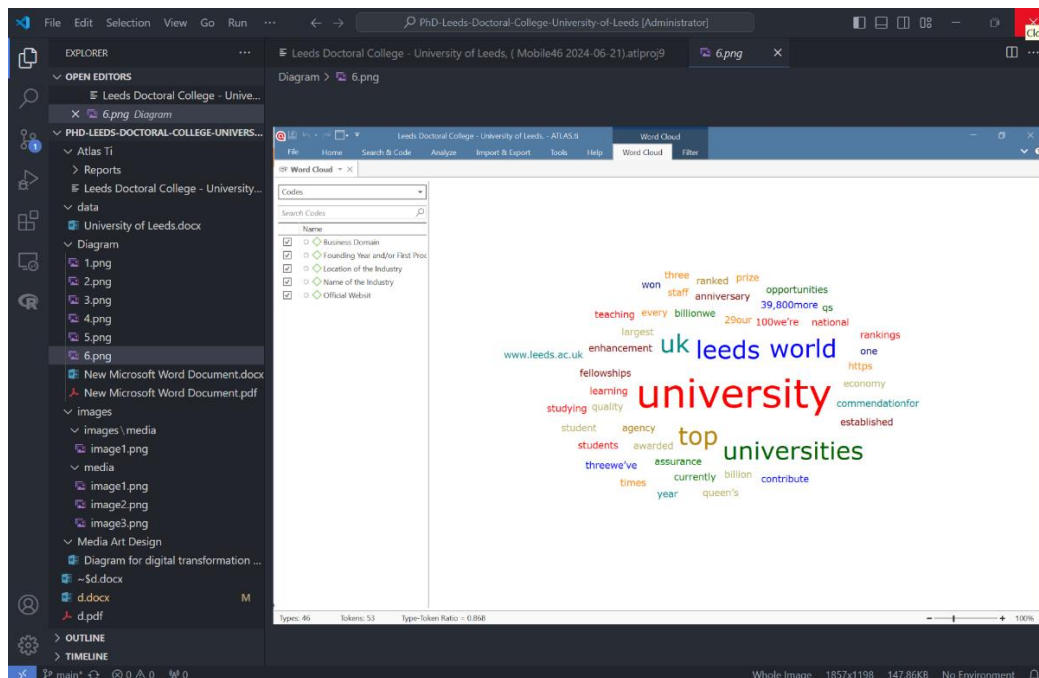 File Edit Selection View Go Run ··· PhD-Leeds-Doctoral-College-University-of-Leeds [Administrator]
Clo
EXPLORER ···
OPEN EDITORS
Leeds Doctoral College - Unive...
6.png Diagram
PHD-LEEDS-DOCTORAL-COLLEGE-UNIVERS...
Atlas Ti
Reports
Leeds Doctoral College - University...
data
University of Leeds.docx
Diagram
1.png
2.png
3.png
4.png
5.png
6.png
New Microsoft Word Document.docx
New Microsoft Word Document.pdf
images
images\media
image1.png
media
image1.png
image2.png
image3.png
Media Art Design
Diagram for digital transformation ...
~$d.docx
d.docx M
d.pdf
OUTLINE
TIMELINE
1
Leeds Doctoral College - University of Leeds, ( Mobile46 2024-06-21).atlproj9
6.png
Diagram > 6.png
Leeds Doctoral College - University of Leeds. - ATLAS.ti Word Cloud
File Home Search & Code Analyze Import & Export Tools Help Word Cloud Filter
Word Cloud
Codes
Search Codes
Name
Business Domain
Founding Year and/or First Proc
Location of the Industry
Name of the Industry
Official Websit
three ranked prize
won staff anniversary opportunities
39,800more qs
teaching every billionwe 29our 100we're national
largest rankings
www.leeds.ac.uk enhancement uk leeds world one
https
fellowships economy
learning university commendationfor
studying quality established
student agency top universities
students awarded
threewe've assurance
currently billion contribute
times
year queen's
Types: 46 Tokens: 53 Type-Token Ratio = 0.868 100%
main* 0 0 0 Whole Image 1857x1198 147.86KB No Environment